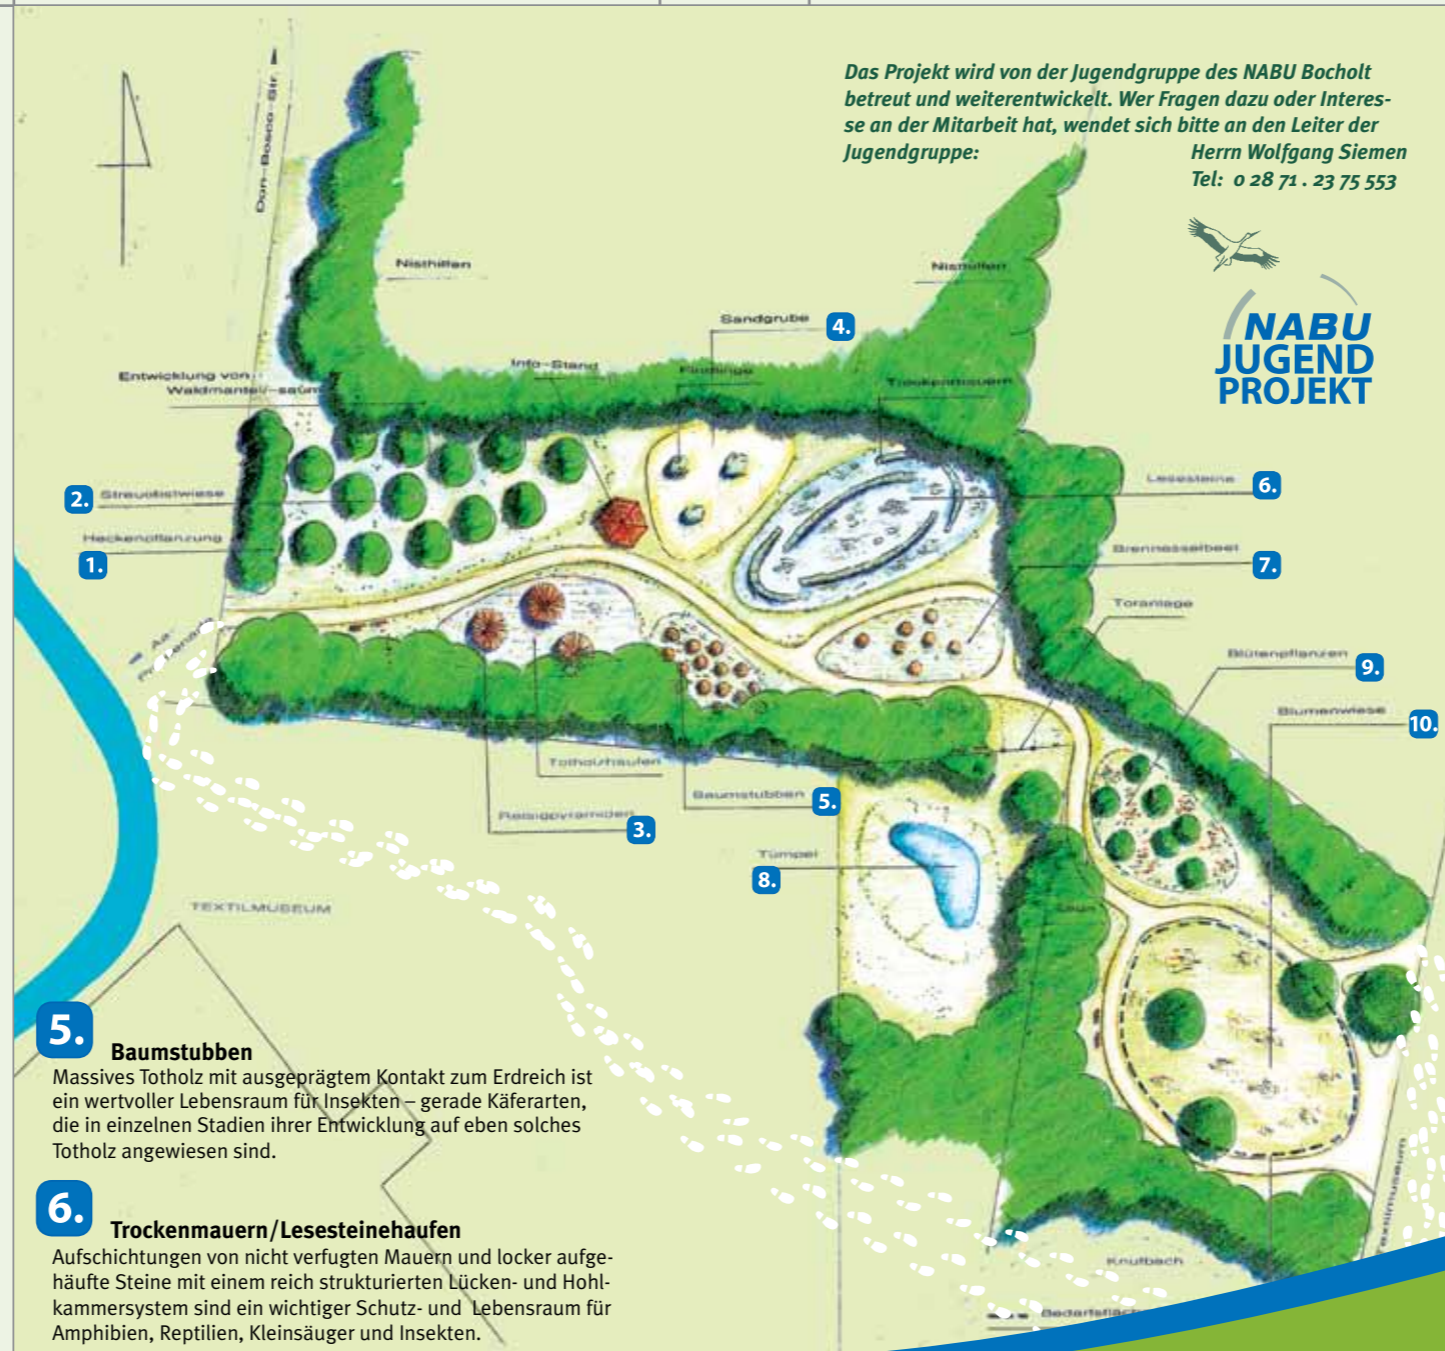 Das Projekt wird von der Jugendgruppe des NABU Bocholt
betreut und weiterentwickelt. Wer Fragen dazu oder Interes-
se an der Mitarbeit hat, wendet sich bitte an den Leiter der
Jugendgruppe: Herrn Wolfgang Siemen
Tel: 0 28 71 . 23 75 553
NABU
JUGEND
PROJEKT
Don-Bosco-Str.
Nisthilfen
Nisthilfen
Sandgrube 4.
Info-Stand
Findlinge
Trockenmauern
Entwicklung von
Waldmantel/-saum
2. Streuobstwiese
Heckenpflanzung
1.
Lesesteine 6.
Brennesselbeet
7.
Toranlage
Blütenpflanzen 9.
Blumenwiese 10.
Aa-
Promenade
Totholzhaufen
Baumstubben 5.
Reisigpyramiden 3.
Tümpel
8.
Zaun
TEXTILMUSEUM
Textilmuseum
Knufbach
5. Baumstubben
Massives Totholz mit ausgeprägtem Kontakt zum Erdreich ist
ein wertvoller Lebensraum für Insekten – gerade Käferarten,
die in einzelnen Stadien ihrer Entwicklung auf eben solches
Totholz angewiesen sind.
6. Trockenmauern/Lesesteinehaufen
Aufschichtungen von nicht verfugten Mauern und locker aufge-
häufte Steine mit einem reich strukturierten Lücken- und Hohl-
kammersystem sind ein wichtiger Schutz- und Lebensraum für
Amphibien, Reptilien, Kleinsäuger und Insekten.